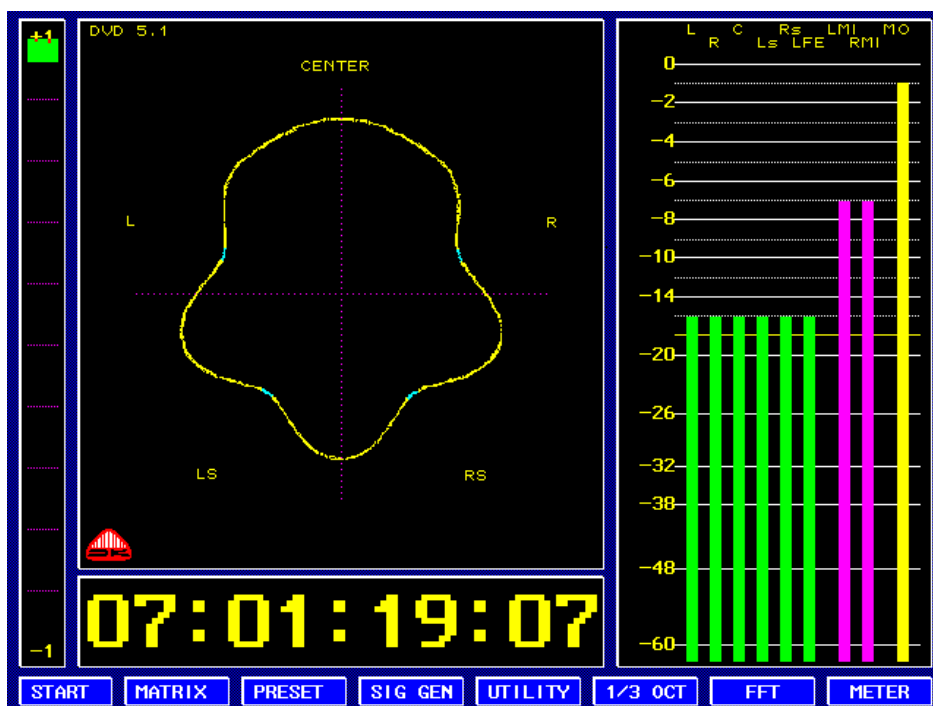 +1
DVD 5.1
CENTER
L
R
LS
RS
-1
07:01:19:07
L C Rs LMI MO
R Ls LFE RMI
0
-2
-4
-6
-8
-10
-14
-20
-26
-32
-38
-48
-60
START MATRIX PRESET SIG GEN UTILITY 1/3 OCT FFT METER